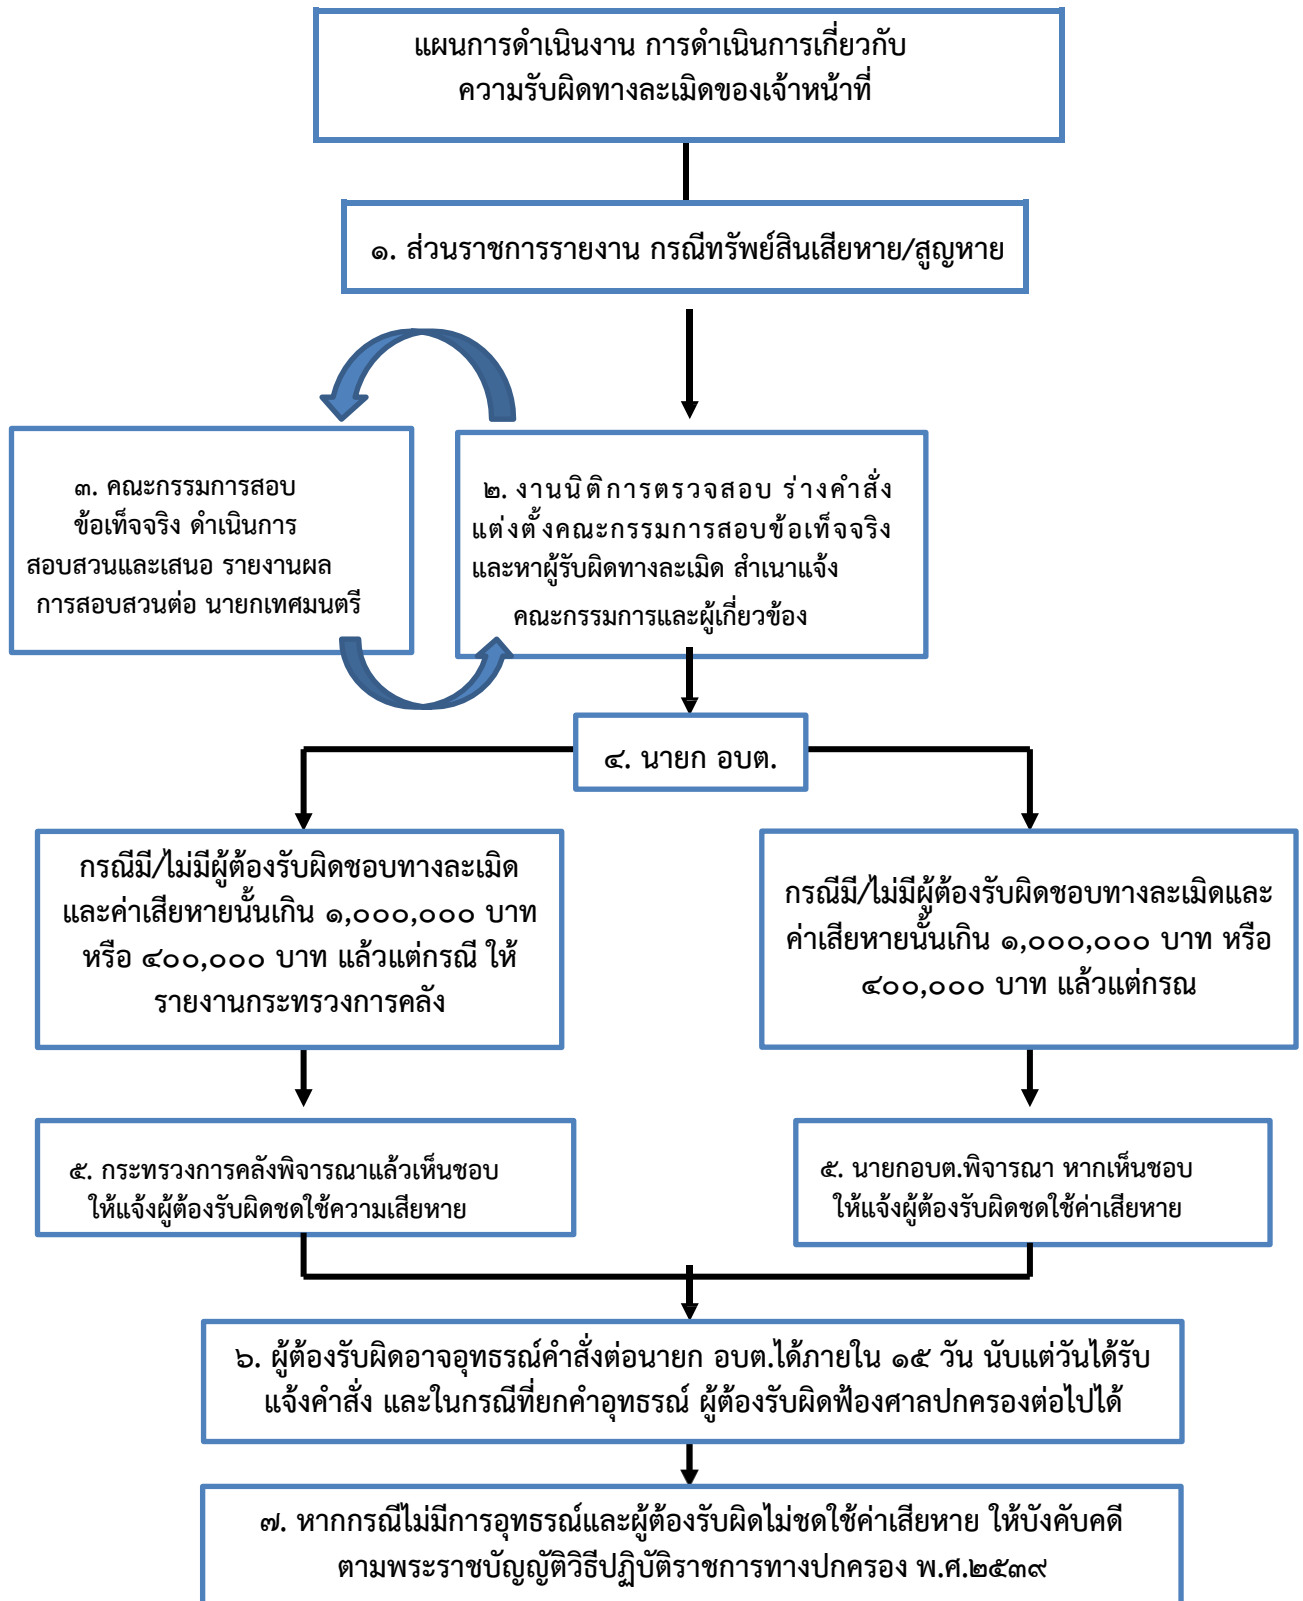 แผนการดำเนินงาน การดำเนินการเกี่ยวกับ
ความรับผิดทางละเมิดของเจ้าหน้าที่
๑. ส่วนราชการรายงาน กรณีทรัพย์สินเสียหาย/สูญหาย
๓. คณะกรรมการสอบ
ข้อเท็จจริง ดำเนินการ
สอบสวนและเสนอ รายงานผล
การสอบสวนต่อ นายกเทศมนตรี
๒. งานนิติการตรวจสอบ ร่างคำสั่ง
แต่งตั้งคณะกรรมการสอบข้อเท็จจริง
และหาผู้รับผิดทางละเมิด สำเนาแจ้ง
คณะกรรมการและผู้เกี่ยวข้อง
๔. นายก อบต.
กรณีมี/ไม่มีผู้ต้องรับผิดชอบทางละเมิด
และค่าเสียหายนั้นเกิน ๑,๐๐๐,๐๐๐ บาท
หรือ ๔๐๐,๐๐๐ บาท แล้วแต่กรณี ให้
รายงานกระทรวงการคลัง
กรณีมี/ไม่มีผู้ต้องรับผิดชอบทางละเมิดและ
ค่าเสียหายนั้นเกิน ๑,๐๐๐,๐๐๐ บาท หรือ
๔๐๐,๐๐๐ บาท แล้วแต่กรณ
๕. กระทรวงการคลังพิจารณาแล้วเห็นชอบ
ให้แจ้งผู้ต้องรับผิดชดใช้ความเสียหาย
๕. นายกอบต.พิจารณา หากเห็นชอบ
ให้แจ้งผู้ต้องรับผิดชดใช้ค่าเสียหาย
๖. ผู้ต้องรับผิดอาจอุทธรณ์คำสั่งต่อนายก อบต.ได้ภายใน ๑๕ วัน นับแต่วันได้รับ
แจ้งคำสั่ง และในกรณีที่ยกคำอุทธรณ์ ผู้ต้องรับผิดฟ้องศาลปกครองต่อไปได้
๗. หากกรณีไม่มีการอุทธรณ์และผู้ต้องรับผิดไม่ชดใช้ค่าเสียหาย ให้บังคับคดี
ตามพระราชบัญญัติวิธีปฏิบัติราชการทางปกครอง พ.ศ.๒๕๓๙